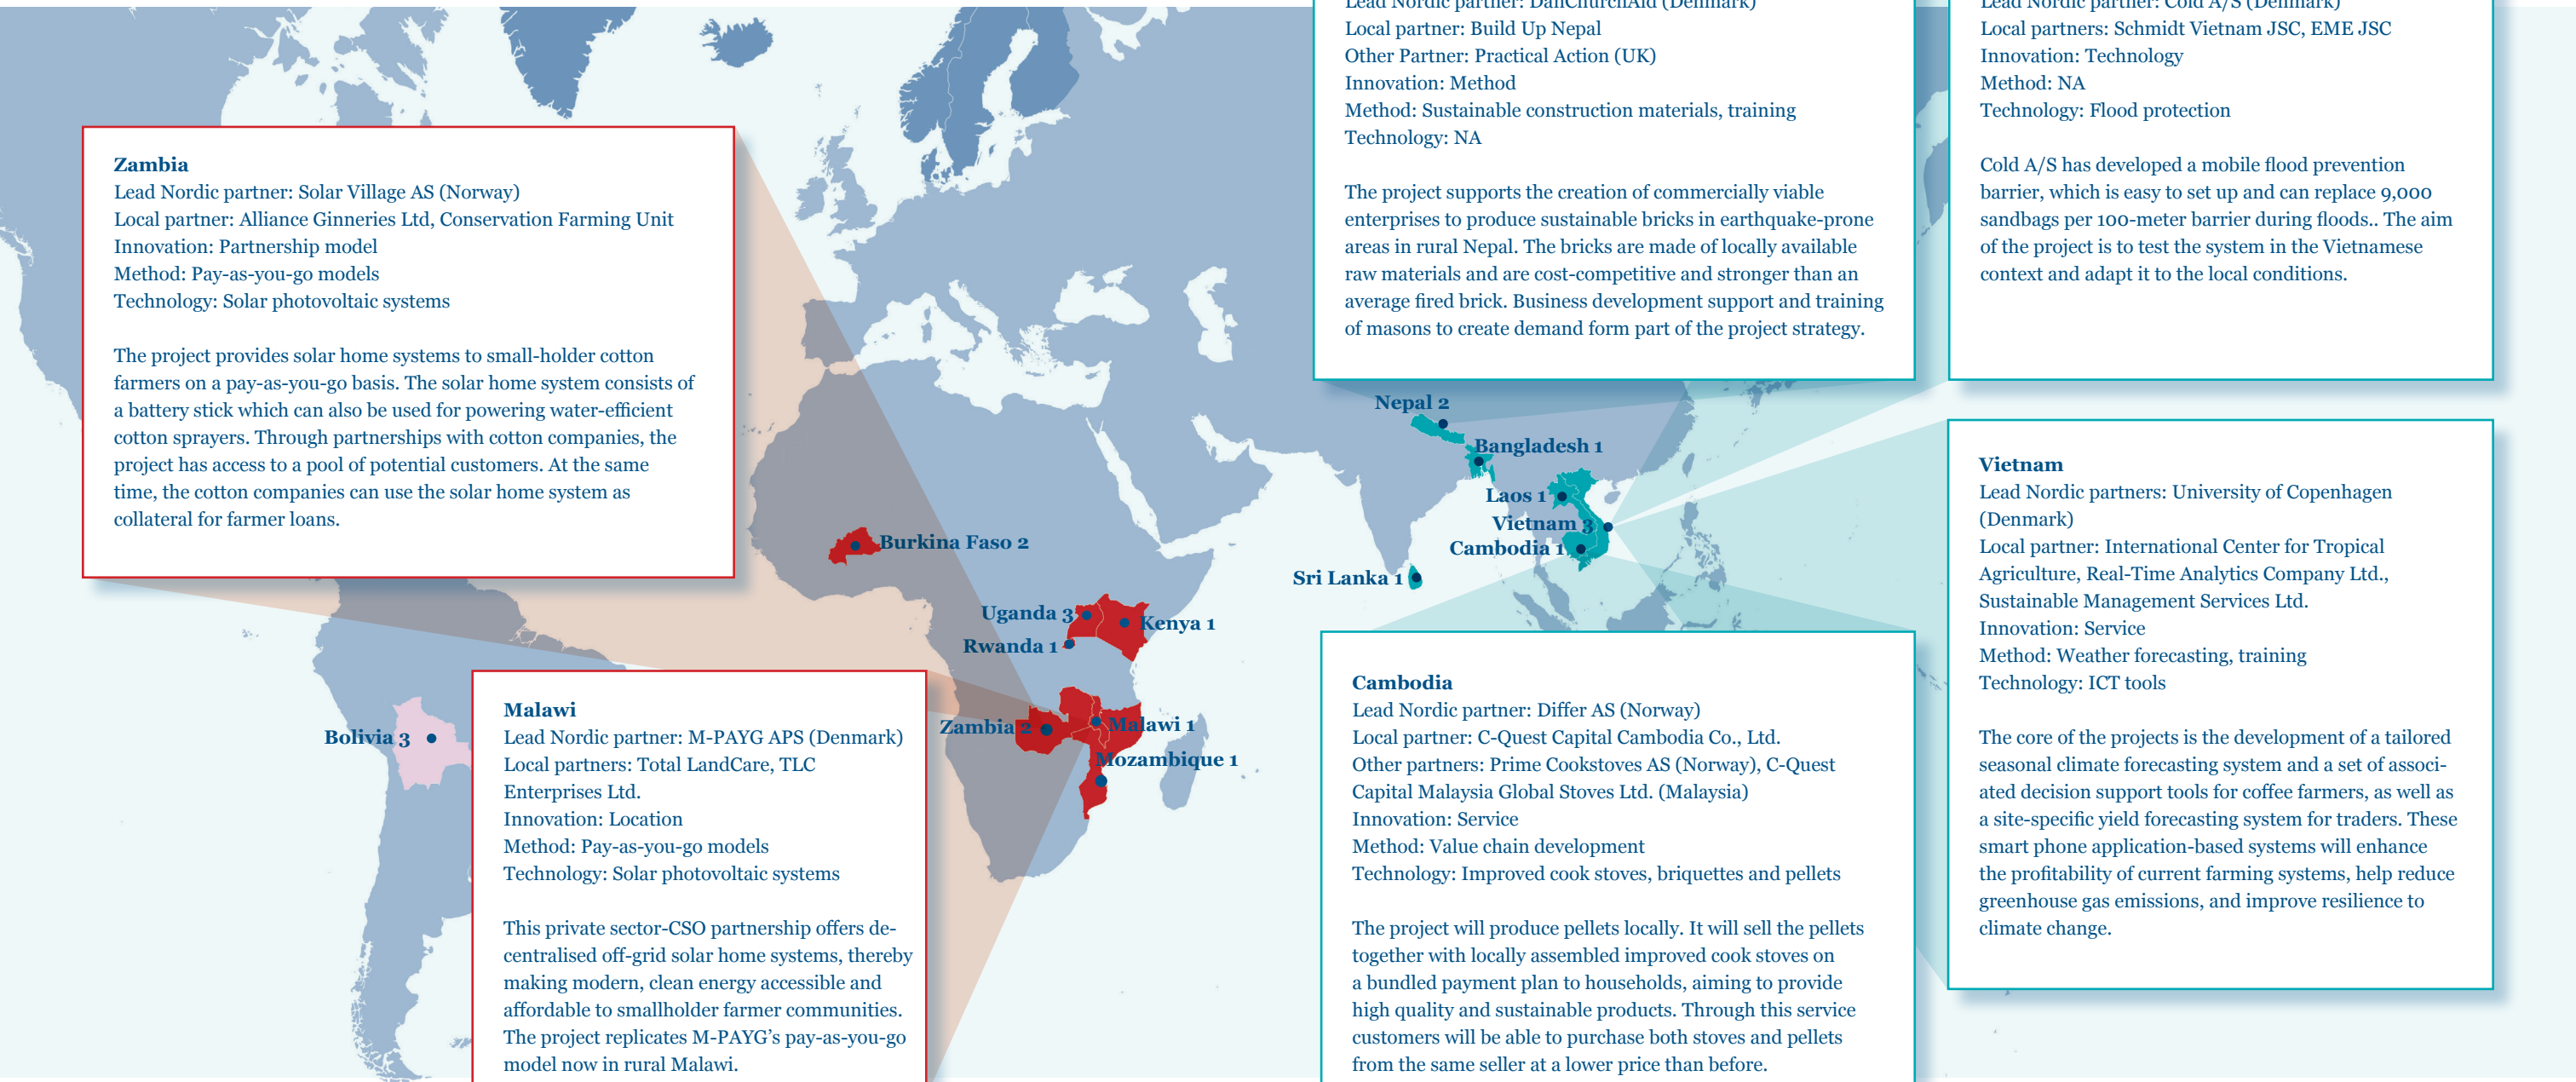 Zambia
Lead Nordic partner: Solar Village AS (Norway)
Local partner: Alliance Ginneries Ltd, Conservation Farming Unit
Innovation: Partnership model
Method: Pay-as-you-go models
Technology: Solar photovoltaic systems
The project provides solar home systems to small-holder cotton
farmers on a pay-as-you-go basis. The solar home system consists of
a battery stick which can also be used for powering water-efficient
cotton sprayers. Through partnerships with cotton companies, the
project has access to a pool of potential customers. At the same
time, the cotton companies can use the solar home system as
collateral for farmer loans.
Lead Nordic partner: DanChurchAid (Denmark)
Local partner: Build Up Nepal
Other Partner: Practical Action (UK)
Innovation: Method
Method: Sustainable construction materials, training
Technology: NA
The project supports the creation of commercially viable
enterprises to produce sustainable bricks in earthquake-prone
areas in rural Nepal. The bricks are made of locally available
raw materials and are cost-competitive and stronger than an
average fired brick. Business development support and training
of masons to create demand form part of the project strategy.
Lead Nordic partner: Cold A/S (Denmark)
Local partners: Schmidt Vietnam JSC, EME JSC
Innovation: Technology
Method: NA
Technology: Flood protection
Cold A/S has developed a mobile flood prevention
barrier, which is easy to set up and can replace 9,000
sandbags per 100-meter barrier during floods.. The aim
of the project is to test the system in the Vietnamese
context and adapt it to the local conditions.
Nepal 2
Bangladesh 1
Laos 1
Vietnam 3
Cambodia 1
Sri Lanka 1
Burkina Faso 2
Uganda 3
Kenya 1
Rwanda 1
Zambia 2
Malawi 1
Mozambique 1
Bolivia 3
Malawi
Lead Nordic partner: M-PAYG APS (Denmark)
Local partners: Total LandCare, TLC
Enterprises Ltd.
Innovation: Location
Method: Pay-as-you-go models
Technology: Solar photovoltaic systems
This private sector-CSO partnership offers de-
centralised off-grid solar home systems, thereby
making modern, clean energy accessible and
affordable to smallholder farmer communities.
The project replicates M-PAYG's pay-as-you-go
model now in rural Malawi.
Cambodia
Lead Nordic partner: Differ AS (Norway)
Local partner: C-Quest Capital Cambodia Co., Ltd.
Other partners: Prime Cookstoves AS (Norway), C-Quest
Capital Malaysia Global Stoves Ltd. (Malaysia)
Innovation: Service
Method: Value chain development
Technology: Improved cook stoves, briquettes and pellets
The project will produce pellets locally. It will sell the pellets
together with locally assembled improved cook stoves on
a bundled payment plan to households, aiming to provide
high quality and sustainable products. Through this service
customers will be able to purchase both stoves and pellets
from the same seller at a lower price than before.
Vietnam
Lead Nordic partners: University of Copenhagen
(Denmark)
Local partner: International Center for Tropical
Agriculture, Real-Time Analytics Company Ltd.,
Sustainable Management Services Ltd.
Innovation: Service
Method: Weather forecasting, training
Technology: ICT tools
The core of the projects is the development of a tailored
seasonal climate forecasting system and a set of associ-
ated decision support tools for coffee farmers, as well as
a site-specific yield forecasting system for traders. These
smart phone application-based systems will enhance
the profitability of current farming systems, help reduce
greenhouse gas emissions, and improve resilience to
climate change.